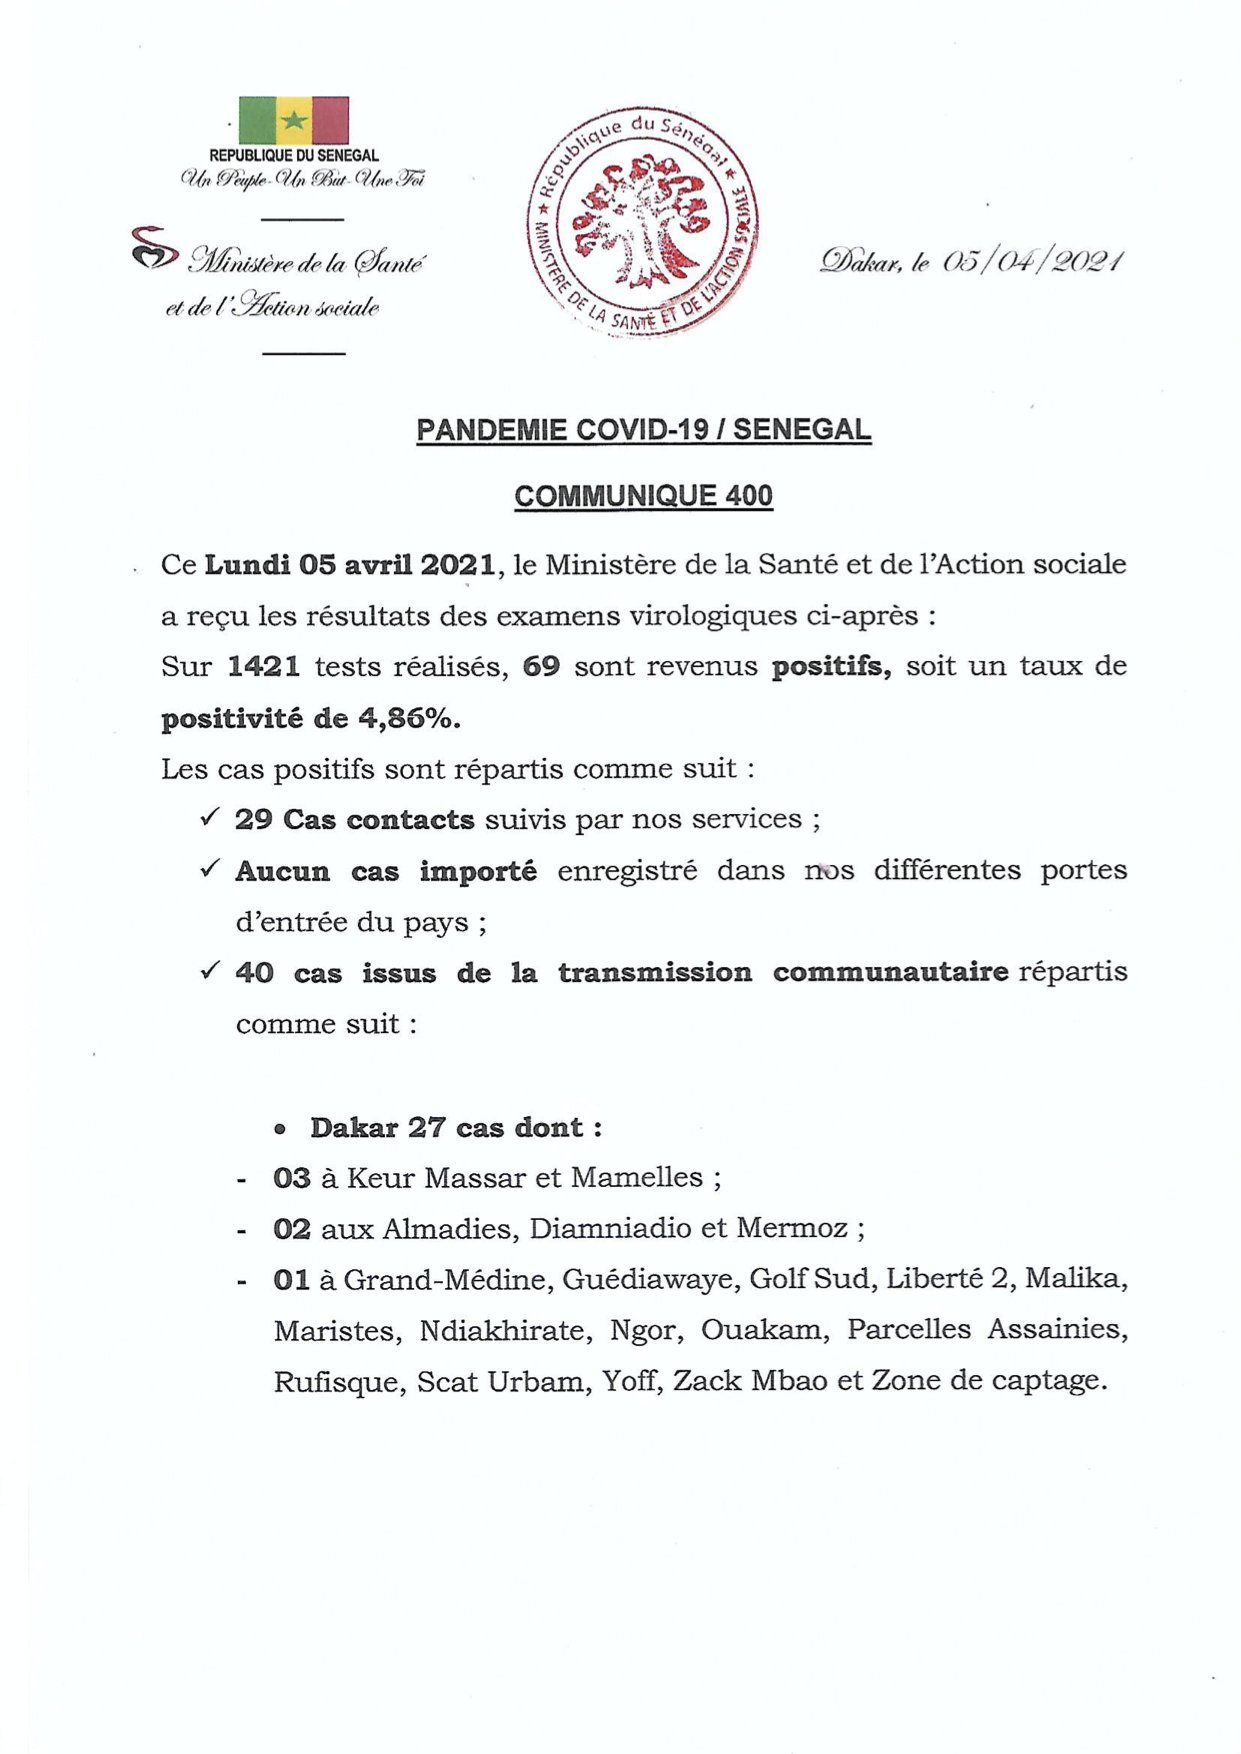 REPUBLIQUE DU SENEGAL
Un Peuple-Un But-Une Foi
Ministère de la Santé
et de l'Action sociale
★ République du Sénégal ★
MINISTERE DE LA SANTÉ ET DE L'ACTION SOCIALE
Dakar, le 05/04/2021
PANDEMIE COVID-19 / SENEGAL
COMMUNIQUE 400
Ce Lundi 05 avril 2021, le Ministère de la Santé et de l'Action sociale
a reçu les résultats des examens virologiques ci-après :
Sur 1421 tests réalisés, 69 sont revenus positifs, soit un taux de
positivité de 4,86%.
Les cas positifs sont répartis comme suit :
✓ 29 Cas contacts suivis par nos services ;
✓ Aucun cas importé enregistré dans nos différentes portes
d'entrée du pays ;
✓ 40 cas issus de la transmission communautaire répartis
comme suit :
• Dakar 27 cas dont :
- 03 à Keur Massar et Mamelles ;
- 02 aux Almadies, Diamniadio et Mermoz ;
- 01 à Grand-Médine, Guédiawaye, Golf Sud, Liberté 2, Malika,
Maristes, Ndiakhirate, Ngor, Ouakam, Parcelles Assainies,
Rufisque, Scat Urbam, Yoff, Zack Mbao et Zone de captage.